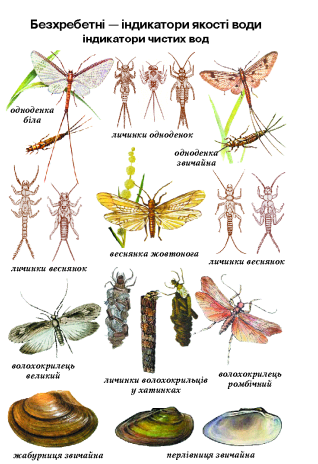 Безхребетні — індикатори якості води
індикатори чистих вод
одноденка
біла
личинки одноденок
одноденка
звичайна
личинки веснянок
веснянка жовтонога
личинки веснянок
волохокрилець
великий
личинки волохокрильців
у хатинках
волохокрилець
ромбічний
жабурниця звичайна
перлівниця звичайна